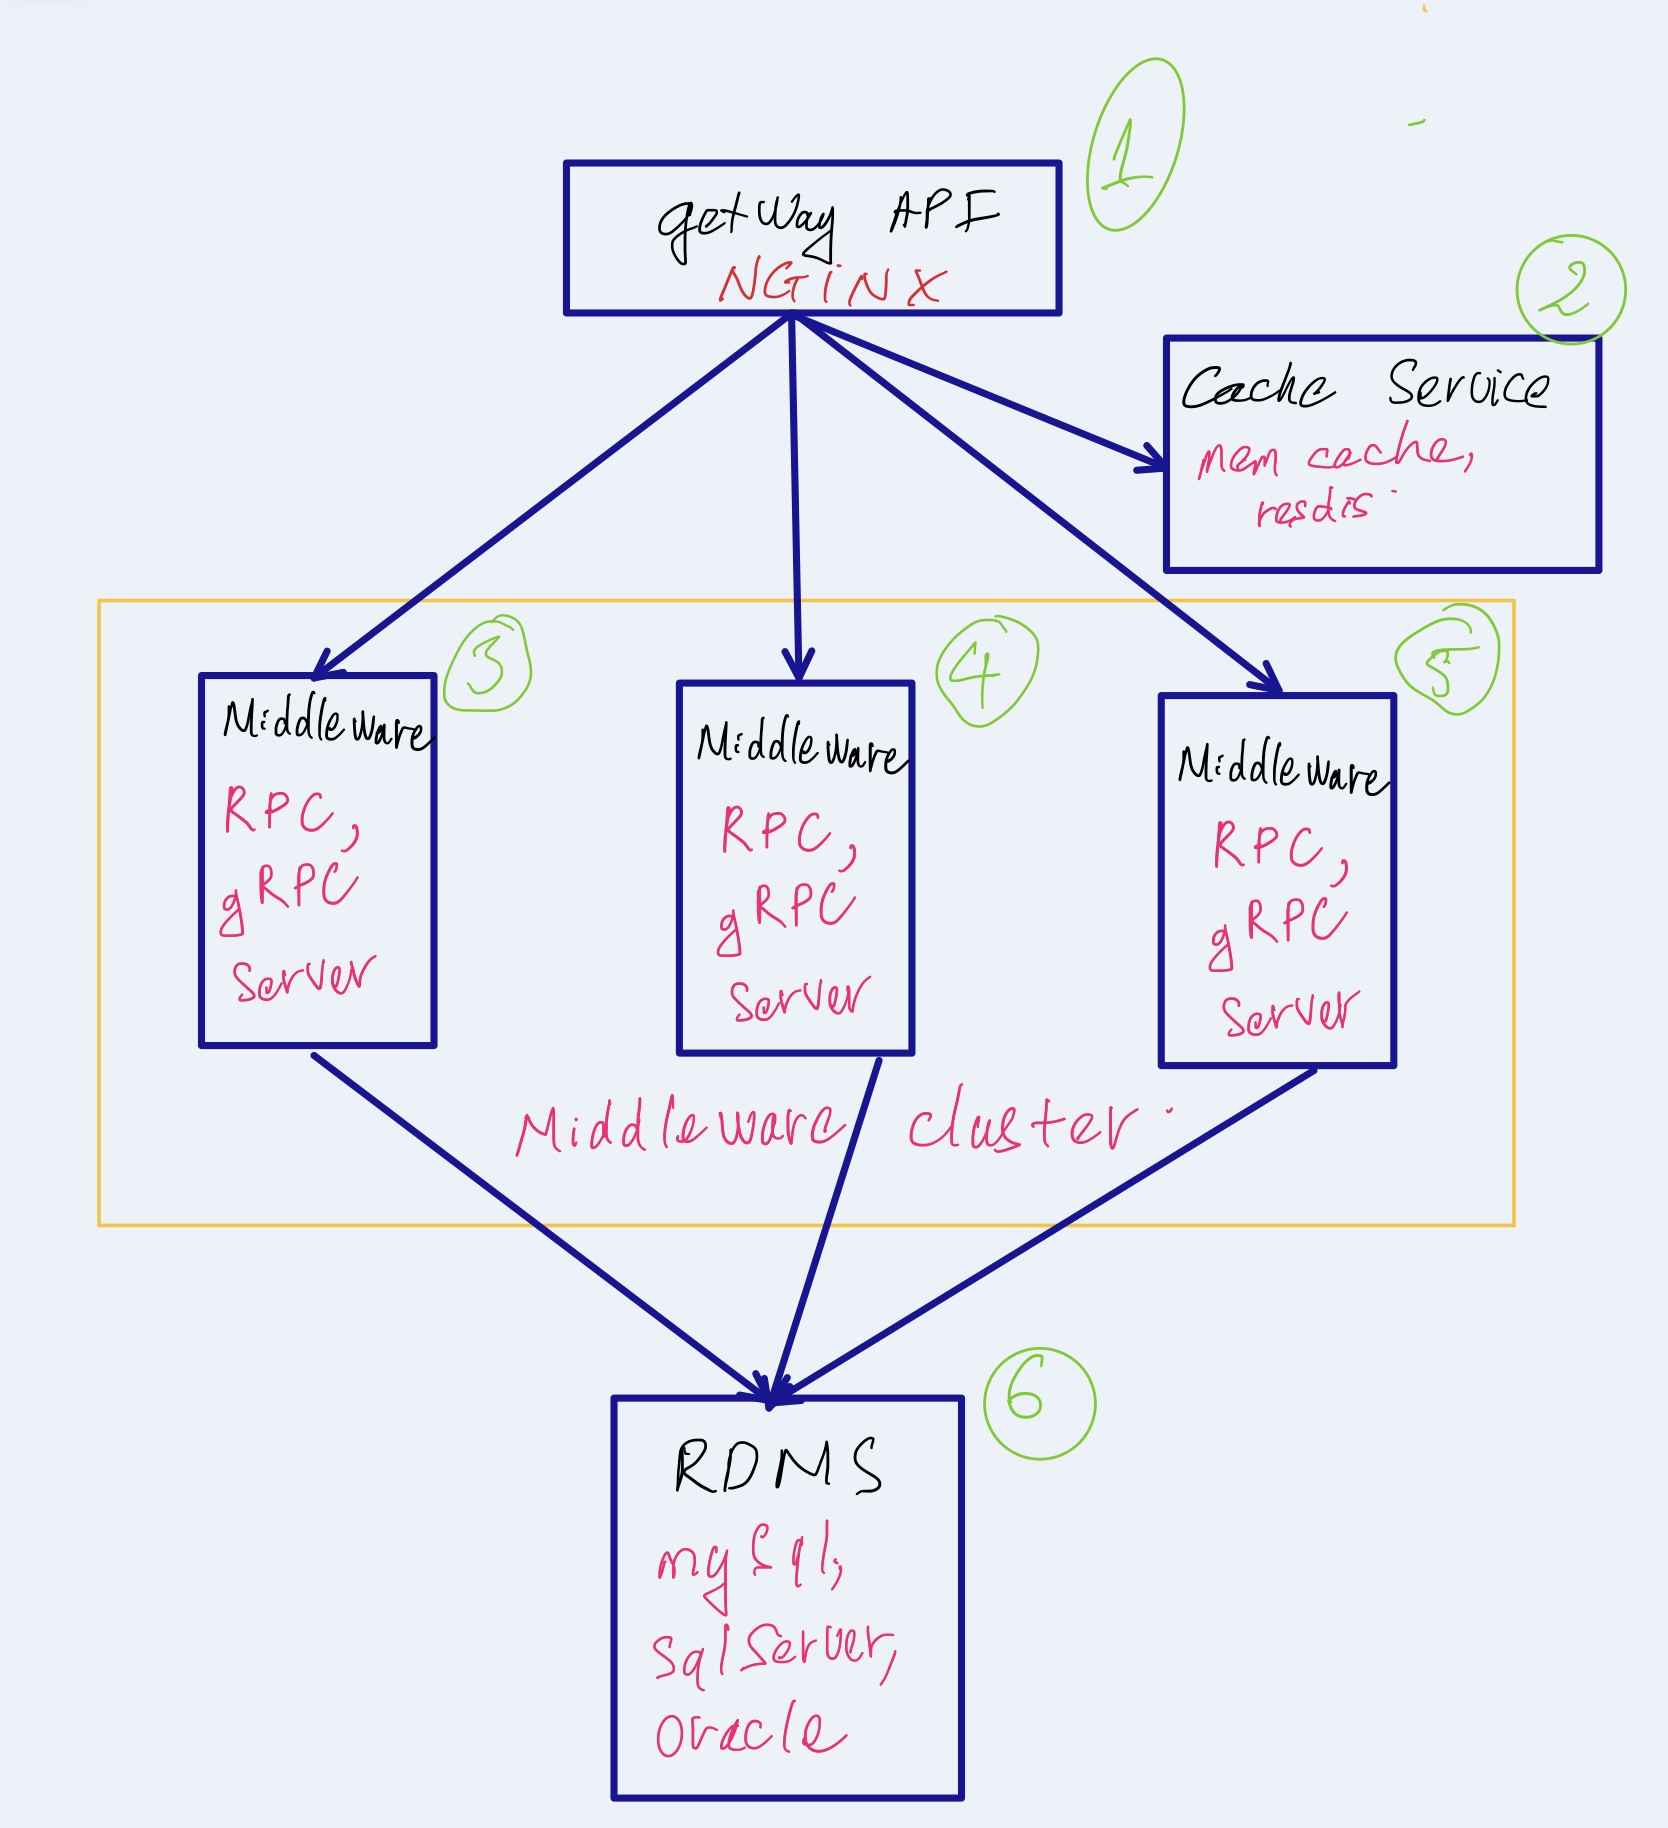 1
getway API
NGiNX
2
Cache Service
mem cache,
resdis
3
Middleware
RPC,
gRPC
Server
4
Middleware
RPC,
gRPC
Server
5
Middleware
RPC,
gRPC
Server
Middleware cluster.
6
RDMS
mySql,
SqlServer,
Oracle